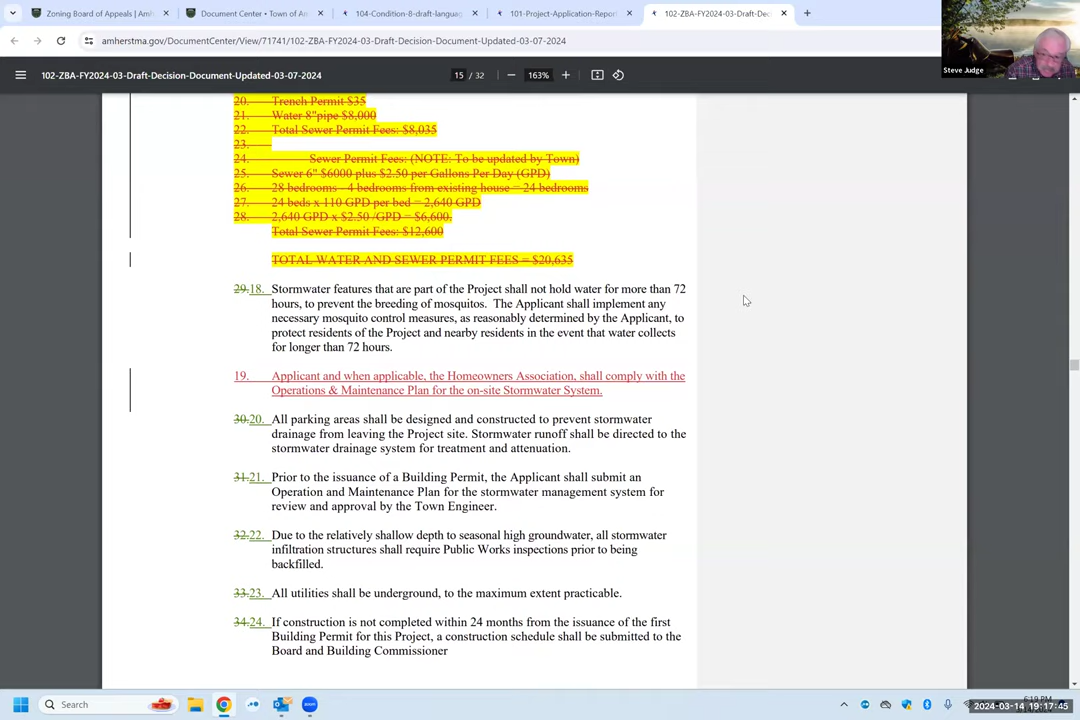 Zoning Board of Appeals | Amh
Document Center • Town of Am
104-Condition-8-draft-languag
101-Project-Application-Report
102-ZBA-FY2024-03-Draft-Dec
amherstma.gov/DocumentCenter/View/71741/102-ZBA-FY2024-03-Draft-Decision-Document-Updated-03-07-2024
Steve Judge
102-ZBA-FY2024-03-Draft-Decision-Document-Updated-03-07-2024
15 / 32
163%
20. Trench Permit $35
21. Water 8"pipe $8,000
22. Total Sewer Permit Fees: $8,035
23.
24. Sewer Permit Fees: (NOTE: To be updated by Town)
25. Sewer 6" $6000 plus $2.50 per Gallons Per Day (GPD)
26. 28 bedrooms - 4 bedrooms from existing house = 24 bedrooms
27. 24 beds x 110 GPD per bed = 2,640 GPD
28. 2,640 GPD x $2.50 /GPD = $6,600.
Total Sewer Permit Fees: $12,600
TOTAL WATER AND SEWER PERMIT FEES = $20,635
29.18. Stormwater features that are part of the Project shall not hold water for more than 72
hours, to prevent the breeding of mosquitos. The Applicant shall implement any
necessary mosquito control measures, as reasonably determined by the Applicant, to
protect residents of the Project and nearby residents in the event that water collects
for longer than 72 hours.
19. Applicant and when applicable, the Homeowners Association, shall comply with the
Operations & Maintenance Plan for the on-site Stormwater System.
30.20. All parking areas shall be designed and constructed to prevent stormwater
drainage from leaving the Project site. Stormwater runoff shall be directed to the
stormwater drainage system for treatment and attenuation.
31.21. Prior to the issuance of a Building Permit, the Applicant shall submit an
Operation and Maintenance Plan for the stormwater management system for
review and approval by the Town Engineer.
32.22. Due to the relatively shallow depth to seasonal high groundwater, all stormwater
infiltration structures shall require Public Works inspections prior to being
backfilled.
33.23. All utilities shall be underground, to the maximum extent practicable.
34.24. If construction is not completed within 24 months from the issuance of the first
Building Permit for this Project, a construction schedule shall be submitted to the
Board and Building Commissioner
Search
6:19 PM
2024-03-14 19:17:45